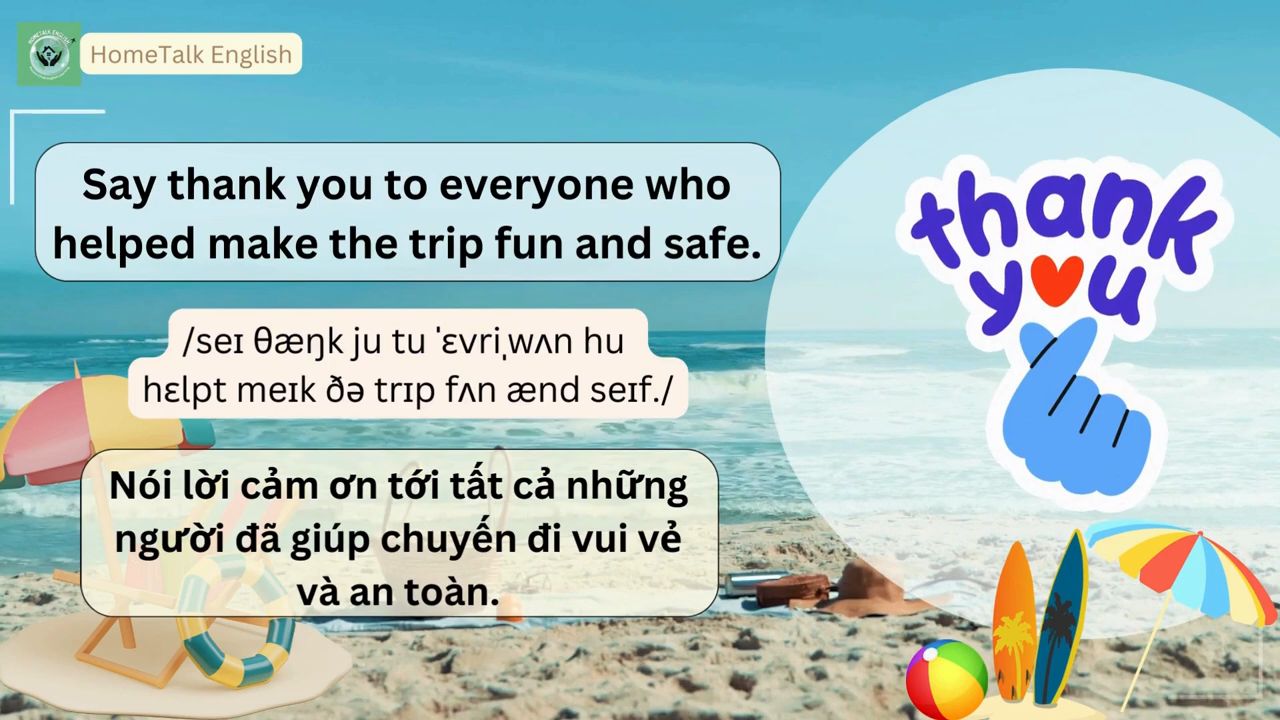 HomeTalk English
Say thank you to everyone who
helped make the trip fun and safe.
/seɪ θæŋk ju tu ˈɛvriˌwʌn hu
hɛlpt meɪk ðə trɪp fʌn ænd seɪf./
Nói lời cảm ơn tới tất cả những
người đã giúp chuyến đi vui vẻ
và an toàn.
thank
you